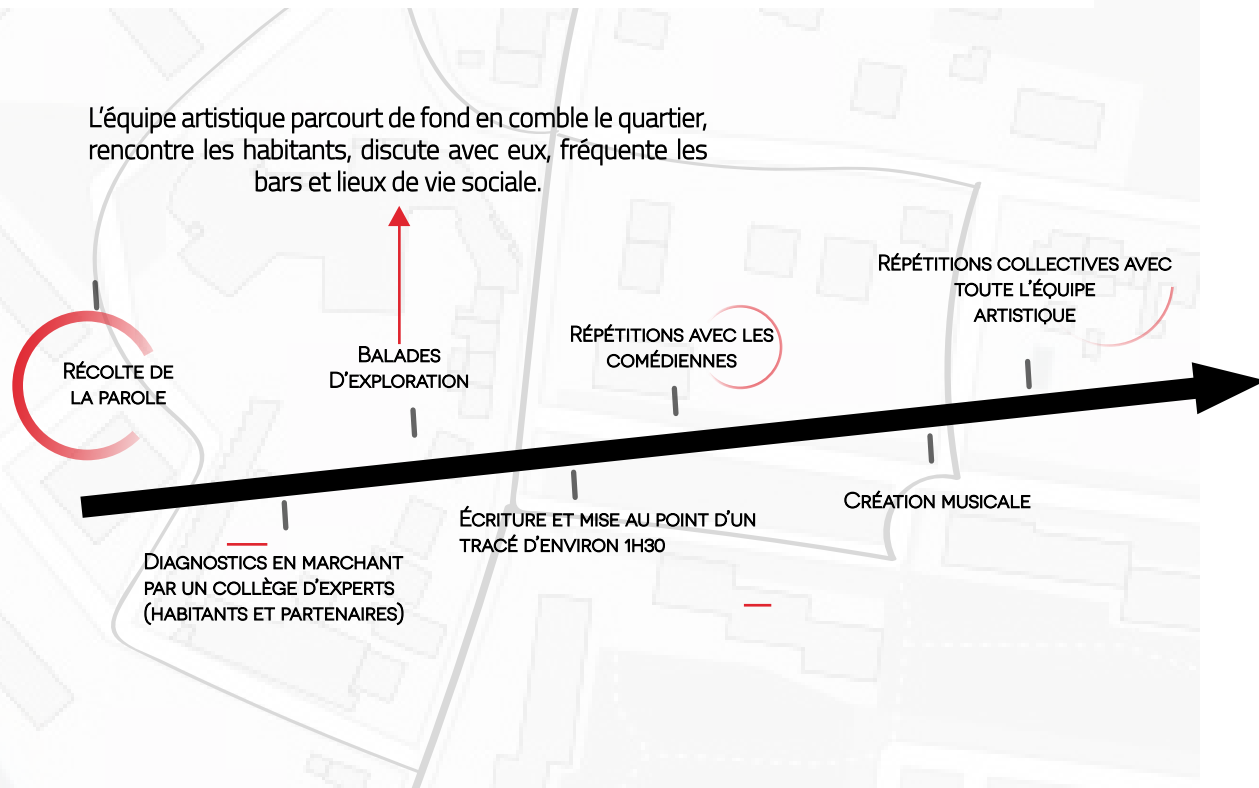 L'équipe artistique parcourt de fond en comble le quartier,
rencontre les habitants, discute avec eux, fréquente les
bars et lieux de vie sociale.
Récolte de
la parole
Diagnostics en marchant
par un collège d'experts
(habitants et partenaires)
Balades
d'exploration
Écriture et mise au point d'un
tracé d'environ 1h30
Répétitions avec les
comédiennes
Création musicale
Répétitions collectives avec
toute l'équipe
artistique